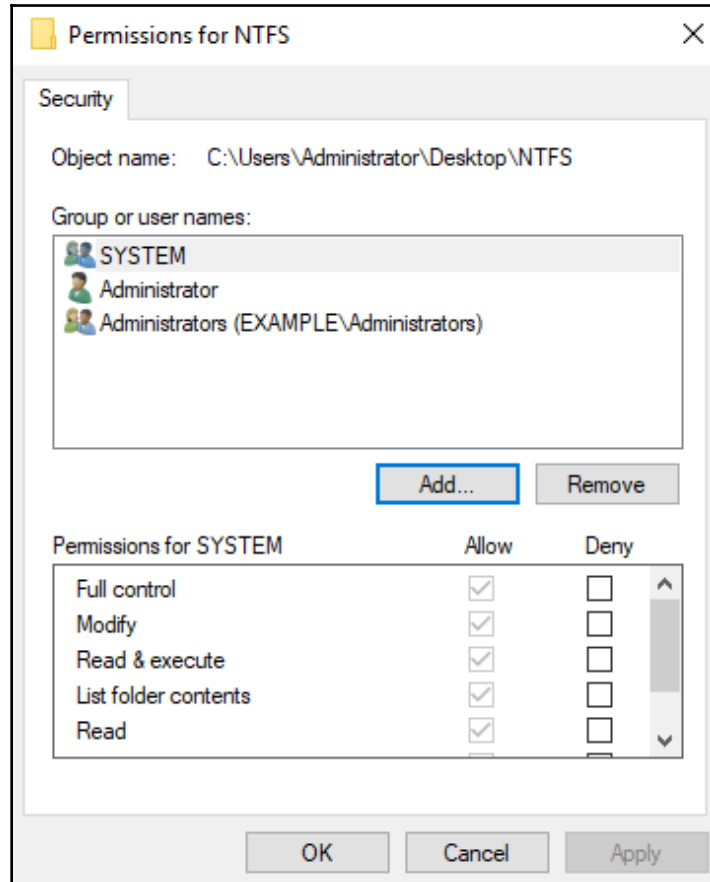 Permissions for NTFS
Security
Object name: C:\Users\Administrator\Desktop\NTFS
Group or user names:
SYSTEM
Administrator
Administrators (EXAMPLE\Administrators)
Add... Remove
Permissions for SYSTEM Allow Deny
Full control
Modify
Read & execute
List folder contents
Read
OK Cancel Apply